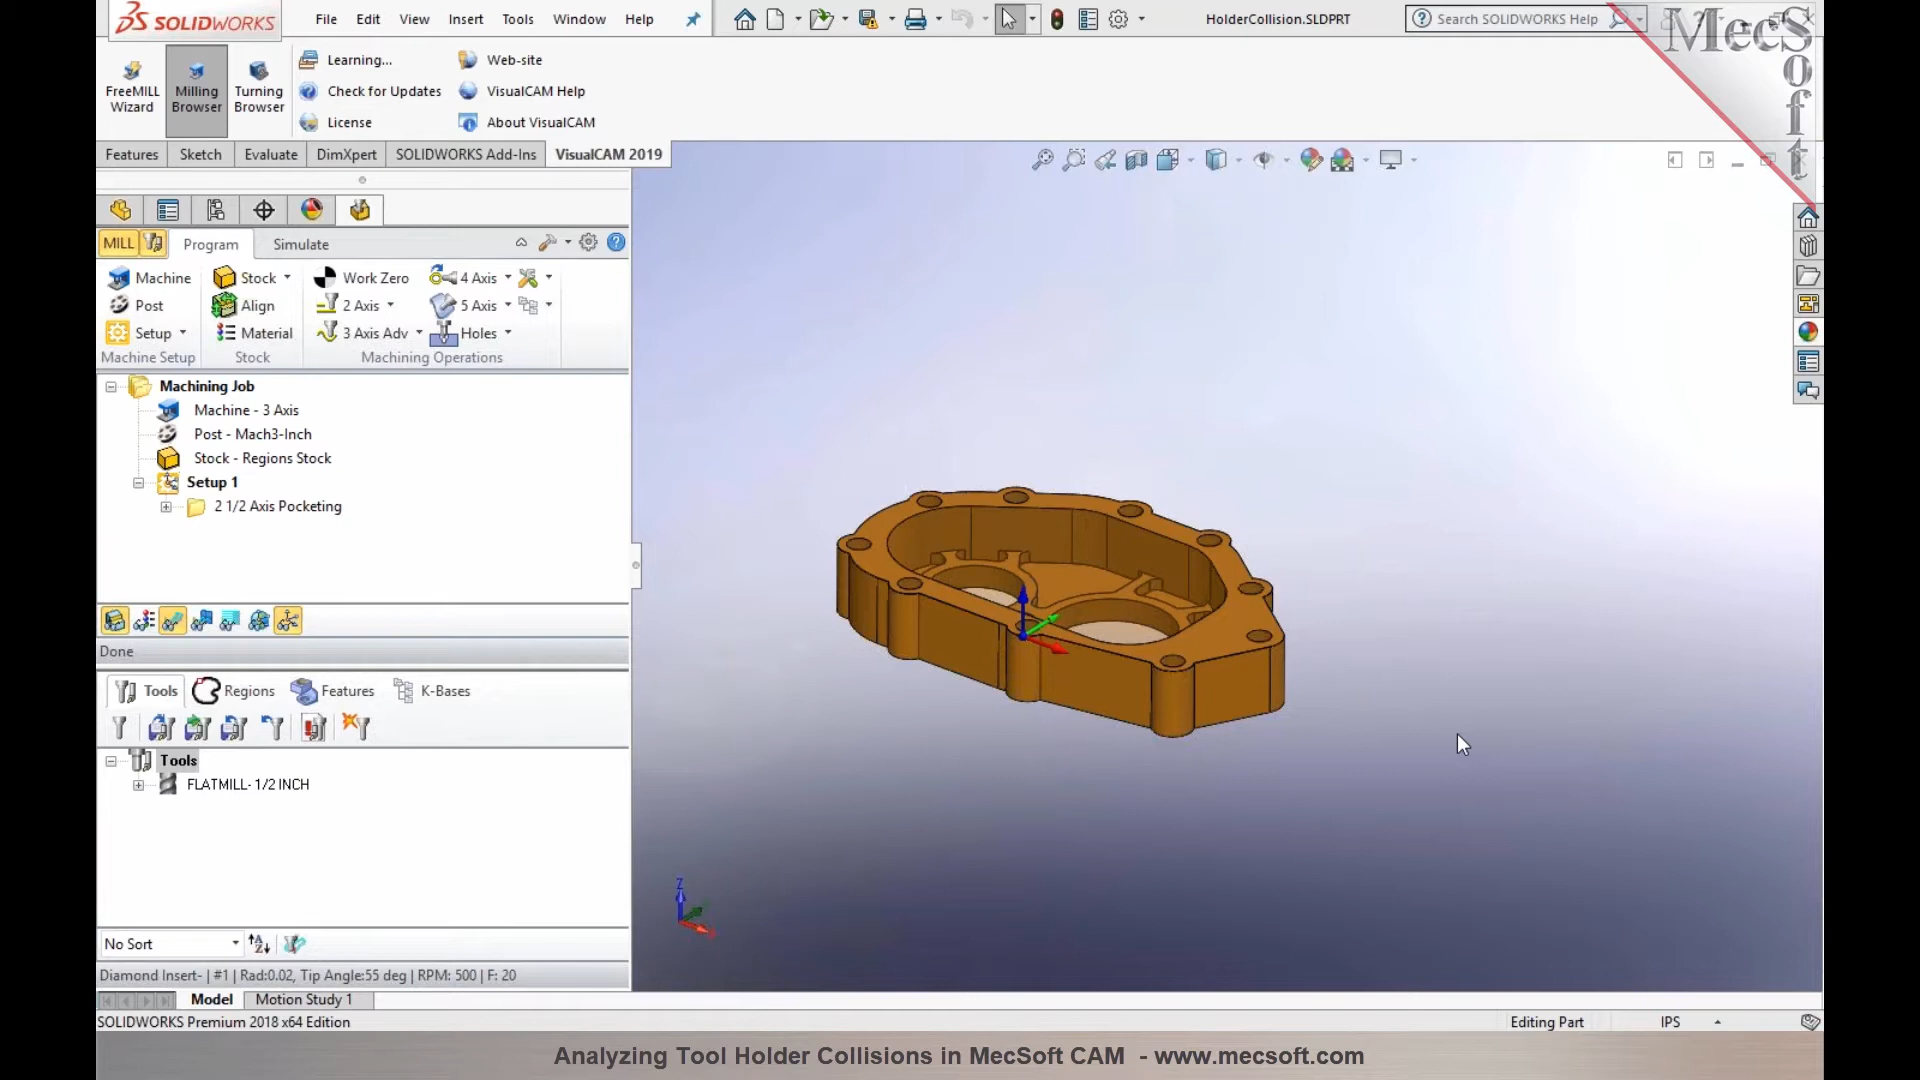 SOLIDWORKS File Edit View Insert Tools Window Help HolderCollision.SLDPRT Search SOLIDWORKS Help
MecSoft
FreeMILL Wizard
Milling Browser
Turning Browser
Learning...
Check for Updates
License
Web-site
VisualCAM Help
About VisualCAM
Features Sketch Evaluate DimXpert SOLIDWORKS Add-Ins VisualCAM 2019
MILL Program Simulate
Machine Stock Work Zero 4 Axis
Post Align 2 Axis 5 Axis
Setup Material 3 Axis Adv Holes
Machine Setup Stock Machining Operations
Machining Job
Machine - 3 Axis
Post - Mach3-Inch
Stock - Regions Stock
Setup 1
2 1/2 Axis Pocketing
Done
Tools Regions Features K-Bases
Tools
FLATMILL- 1/2 INCH
Z
No Sort
Diamond Insert- | #1 | Rad:0.02, Tip Angle:55 deg | RPM: 500 | F: 20
Model Motion Study 1
SOLIDWORKS Premium 2018 x64 Edition Editing Part IPS
Analyzing Tool Holder Collisions in MecSoft CAM - www.mecsoft.com